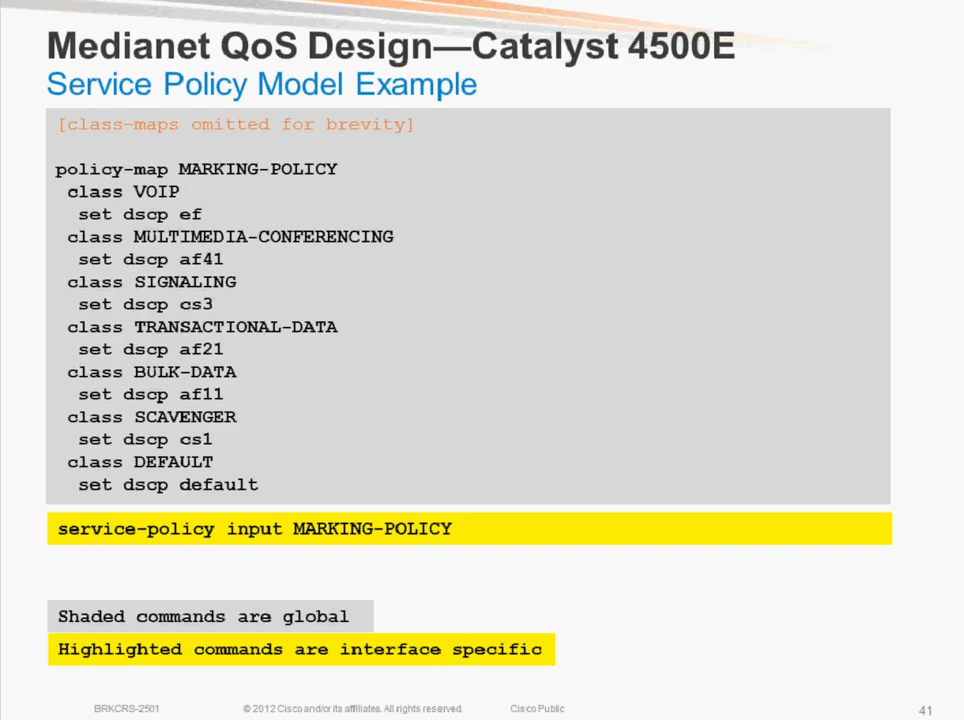 Medianet QoS Design—Catalyst 4500E
Service Policy Model Example
[class-maps omitted for brevity]
policy-map MARKING-POLICY
class VOIP
set dscp ef
class MULTIMEDIA-CONFERENCING
set dscp af41
class SIGNALING
set dscp cs3
class TRANSACTIONAL-DATA
set dscp af21
class BULK-DATA
set dscp af11
class SCAVENGER
set dscp cs1
class DEFAULT
set dscp default
service-policy input MARKING-POLICY
Shaded commands are global
Highlighted commands are interface specific
BRKCRS-2501 © 2012 Cisco and/or its affiliates. All rights reserved. Cisco Public 41